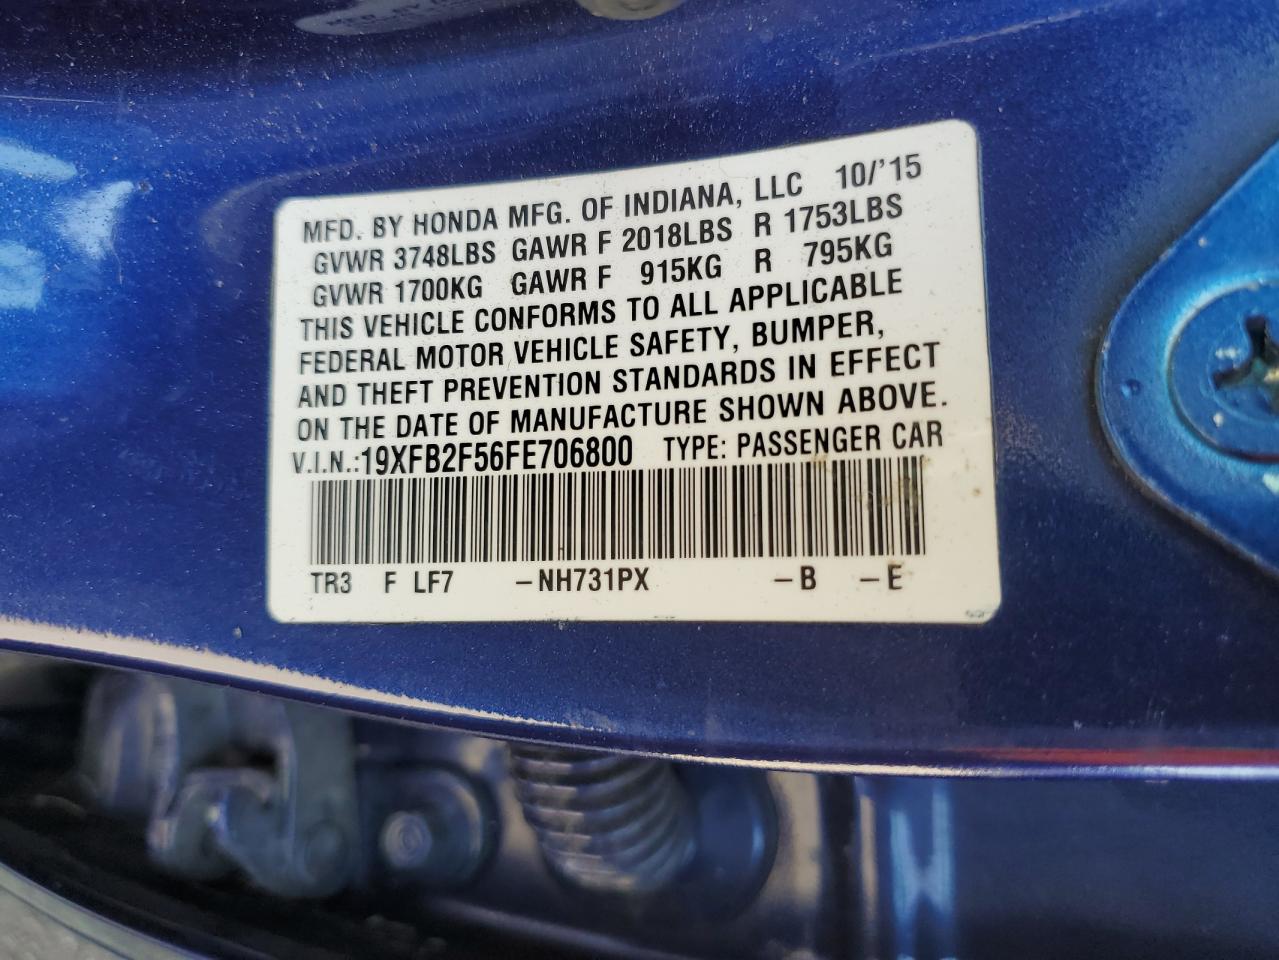 MFD. BY HONDA MFG. OF INDIANA, LLC 10/'15
GVWR 3748LBS GAWR F 2018LBS R 1753LBS
GVWR 1700KG GAWR F 915KG R 795KG
THIS VEHICLE CONFORMS TO ALL APPLICABLE
FEDERAL MOTOR VEHICLE SAFETY, BUMPER,
AND THEFT PREVENTION STANDARDS IN EFFECT
ON THE DATE OF MANUFACTURE SHOWN ABOVE.
V.I.N.:19XFB2F56FE706800 TYPE: PASSENGER CAR
TR3 F LF7 –NH731PX –B –E